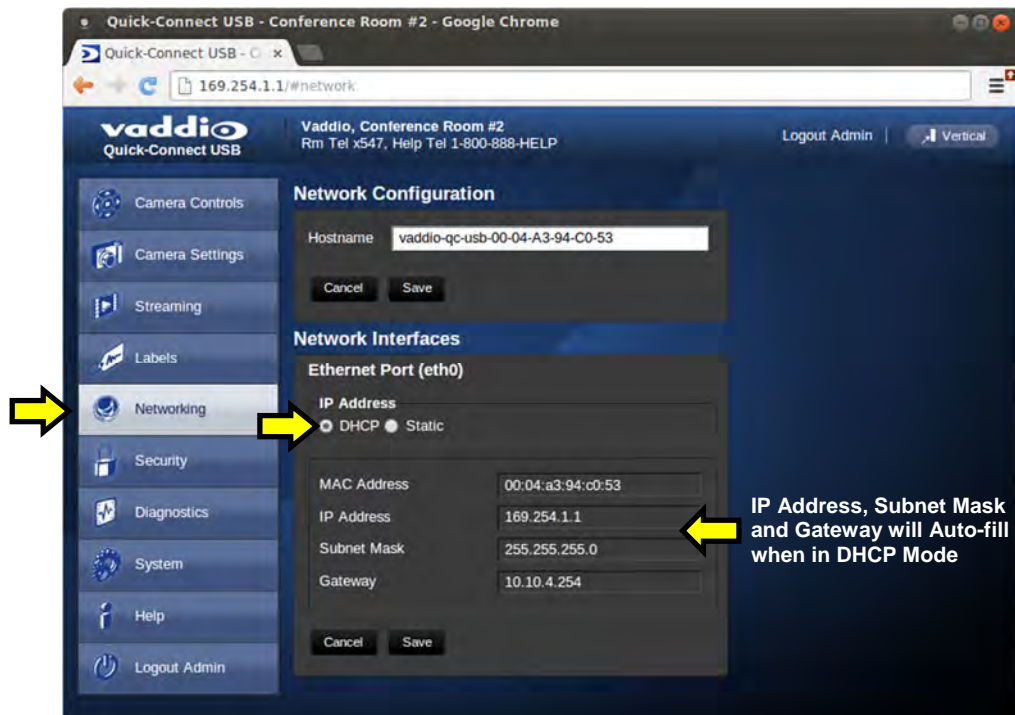 Quick-Connect USB - Conference Room #2 - Google Chrome
Quick-Connect USB - C
169.254.1.1/#network
vaddio
Quick-Connect USB
Vaddio, Conference Room #2
Rm Tel x547, Help Tel 1-800-888-HELP
Logout Admin
Vertical
Camera Controls
Camera Settings
Streaming
Labels
Networking
Security
Diagnostics
System
Help
Logout Admin
Network Configuration
Hostname vaddio-qc-usb-00-04-A3-94-C0-53
Cancel Save
Network Interfaces
Ethernet Port (eth0)
IP Address
DHCP Static
MAC Address 00:04:a3:94:c0:53
IP Address 169.254.1.1
Subnet Mask 255.255.255.0
Gateway 10.10.4.254
Cancel Save
IP Address, Subnet Mask
and Gateway will Auto-fill
when in DHCP Mode